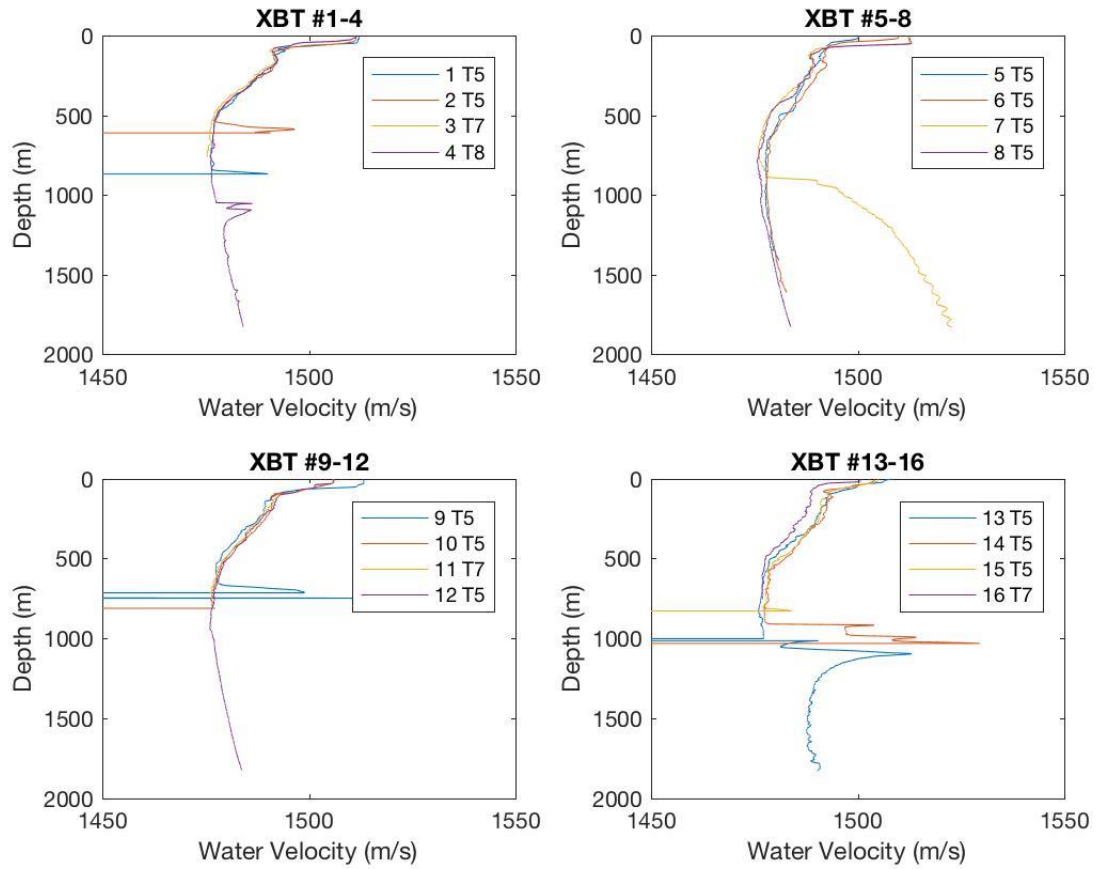 XBT #1-4
0
500
1000
1500
2000
Depth (m)
1450
1500
1550
Water Velocity (m/s)
1 T5
2 T5
3 T7
4 T8
XBT #5-8
0
500
1000
1500
2000
Depth (m)
1450
1500
1550
Water Velocity (m/s)
5 T5
6 T5
7 T5
8 T5
XBT #9-12
0
500
1000
1500
2000
Depth (m)
1450
1500
1550
Water Velocity (m/s)
9 T5
10 T5
11 T7
12 T5
XBT #13-16
0
500
1000
1500
2000
Depth (m)
1450
1500
1550
Water Velocity (m/s)
13 T5
14 T5
15 T5
16 T7